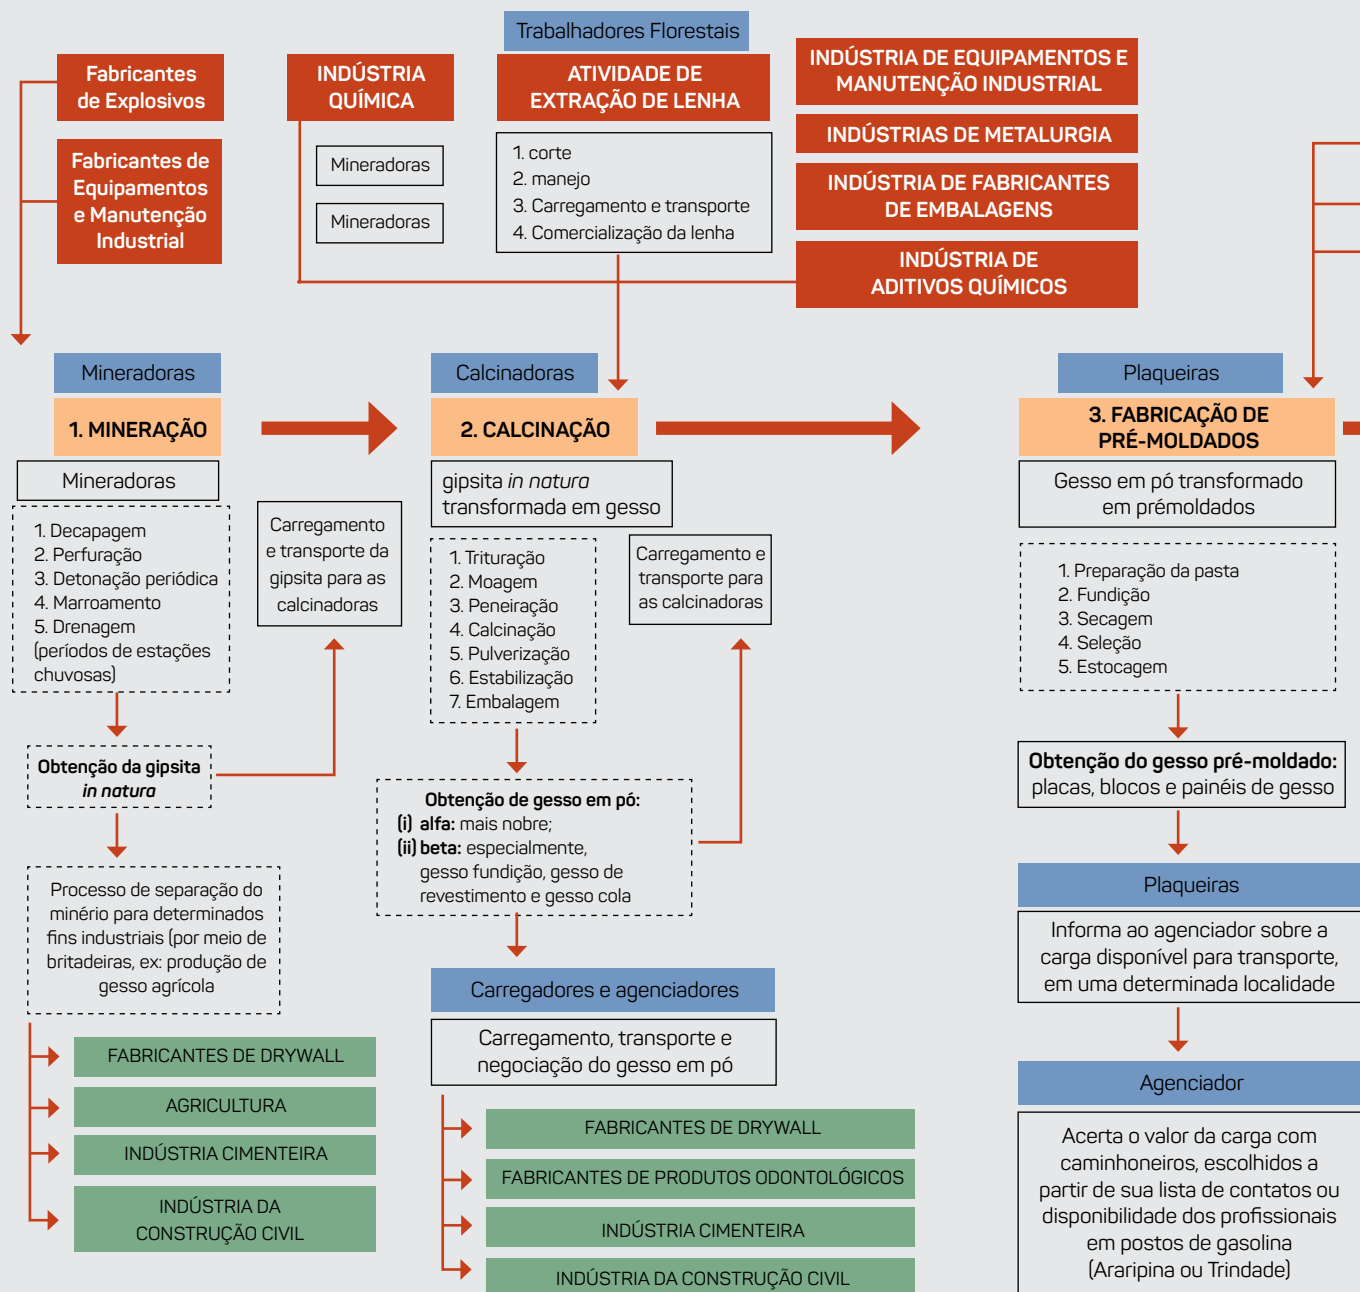 Trabalhadores Florestais
Fabricantes
de Explosivos
Fabricantes de
Equipamentos
e Manutenção
Industrial
INDÚSTRIA
QUÍMICA
Mineradoras
Mineradoras
ATIVIDADE DE
EXTRAÇÃO DE LENHA
1. corte
2. manejo
3. Carregamento e transporte
4. Comercialização da lenha
INDÚSTRIA DE EQUIPAMENTOS E
MANUTENÇÃO INDUSTRIAL
INDÚSTRIAS DE METALURGIA
INDÚSTRIA DE FABRICANTES
DE EMBALAGENS
INDÚSTRIA DE
ADITIVOS QUÍMICOS
Mineradoras
1. MINERAÇÃO
Mineradoras
1. Decapagem
2. Perfuração
3. Detonação periódica
4. Marroamento
5. Drenagem
(períodos de estações
chuvosas)
Carregamento
e transporte da
gipsita para as
calcinadoras
Obtenção da gipsita
in natura
Processo de separação do
minério para determinados
fins industriais (por meio de
britadeiras, ex: produção de
gesso agrícola
FABRICANTES DE DRYWALL
AGRICULTURA
INDÚSTRIA CIMENTEIRA
INDÚSTRIA DA
CONSTRUÇÃO CIVIL
Calcinadoras
2. CALCINAÇÃO
gipsita in natura
transformada em gesso
1. Trituração
2. Moagem
3. Peneiração
4. Calcinação
5. Pulverização
6. Estabilização
7. Embalagem
Carregamento e
transporte para
as calcinadoras
Obtenção de gesso em pó:
(i) alfa: mais nobre;
(ii) beta: especialmente,
gesso fundição, gesso de
revestimento e gesso cola
Carregadores e agenciadores
Carregamento, transporte e
negociação do gesso em pó
FABRICANTES DE DRYWALL
FABRICANTES DE PRODUTOS ODONTOLÓGICOS
INDÚSTRIA CIMENTEIRA
INDÚSTRIA DA CONSTRUÇÃO CIVIL
Plaqueiras
3. FABRICAÇÃO DE
PRÉ-MOLDADOS
Gesso em pó transformado
em prémoldados
1. Preparação da pasta
2. Fundição
3. Secagem
4. Seleção
5. Estocagem
Obtenção do gesso pré-moldado:
placas, blocos e painéis de gesso
Plaqueiras
Informa ao agenciador sobre a
carga disponível para transporte,
em uma determinada localidade
Agenciador
Acerta o valor da carga com
caminhoneiros, escolhidos a
partir de sua lista de contatos ou
disponibilidade dos profissionais
em postos de gasolina
(Araripina ou Trindade)